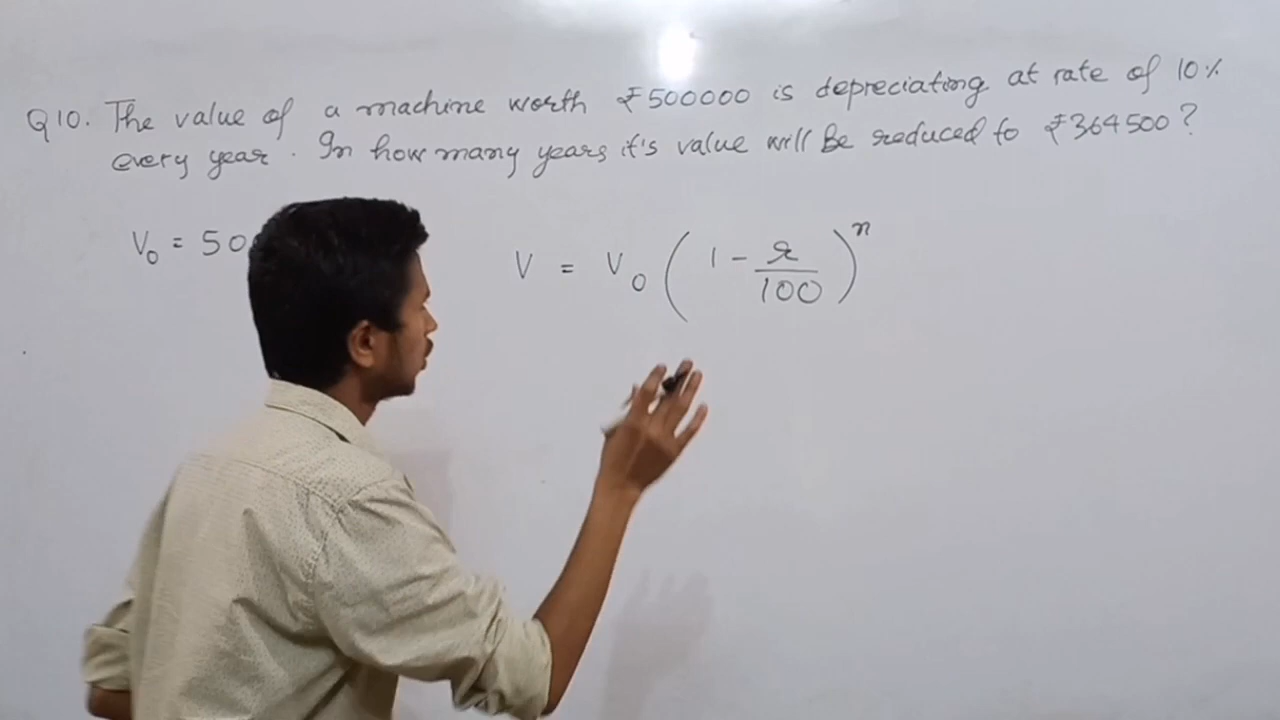 Q10. The value of a machine worth ₹500000 is depreciating at rate of 10%
every year. In how many years it's value will Be reduced to ₹364500?
V₀ = 50
V = V₀ (1 - r/100)ⁿ